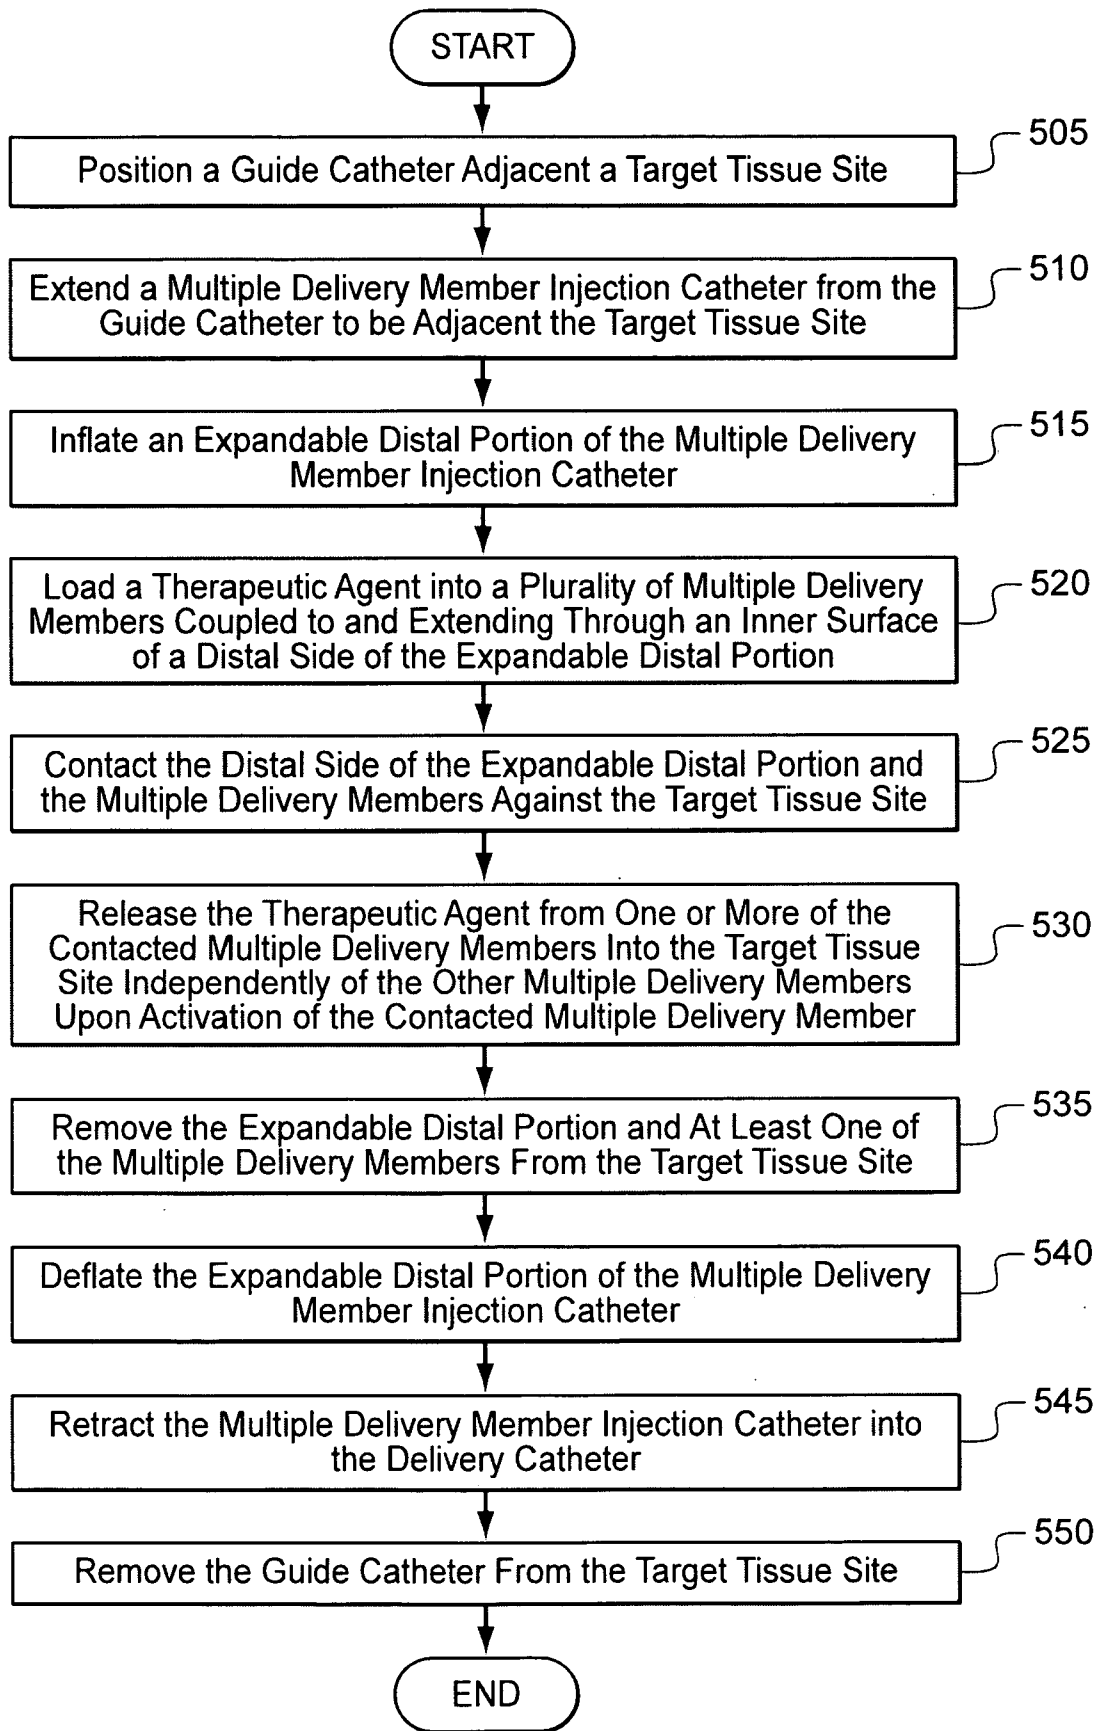 START
Position a Guide Catheter Adjacent a Target Tissue Site
505
Extend a Multiple Delivery Member Injection Catheter from the
Guide Catheter to be Adjacent the Target Tissue Site
510
Inflate an Expandable Distal Portion of the Multiple Delivery
Member Injection Catheter
515
Load a Therapeutic Agent into a Plurality of Multiple Delivery
Members Coupled to and Extending Through an Inner Surface
of a Distal Side of the Expandable Distal Portion
520
Contact the Distal Side of the Expandable Distal Portion and
the Multiple Delivery Members Against the Target Tissue Site
525
Release the Therapeutic Agent from One or More of the
Contacted Multiple Delivery Members Into the Target Tissue
Site Independently of the Other Multiple Delivery Members
Upon Activation of the Contacted Multiple Delivery Member
530
Remove the Expandable Distal Portion and At Least One of
the Multiple Delivery Members From the Target Tissue Site
535
Deflate the Expandable Distal Portion of the Multiple Delivery
Member Injection Catheter
540
Retract the Multiple Delivery Member Injection Catheter into
the Delivery Catheter
545
Remove the Guide Catheter From the Target Tissue Site
550
END